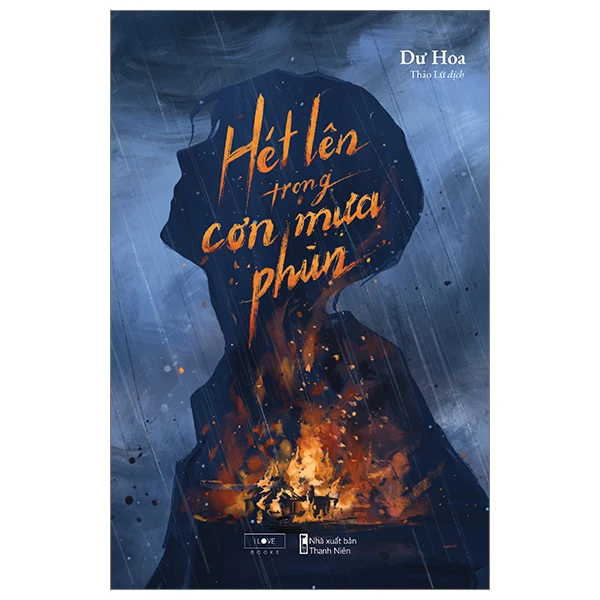 Dư Hoa
Thảo Lữ dịch
Hét lên
trong
cơn mưa
phùn
I LOVE
BOOKS
Nhà xuất bản
Thanh Niên